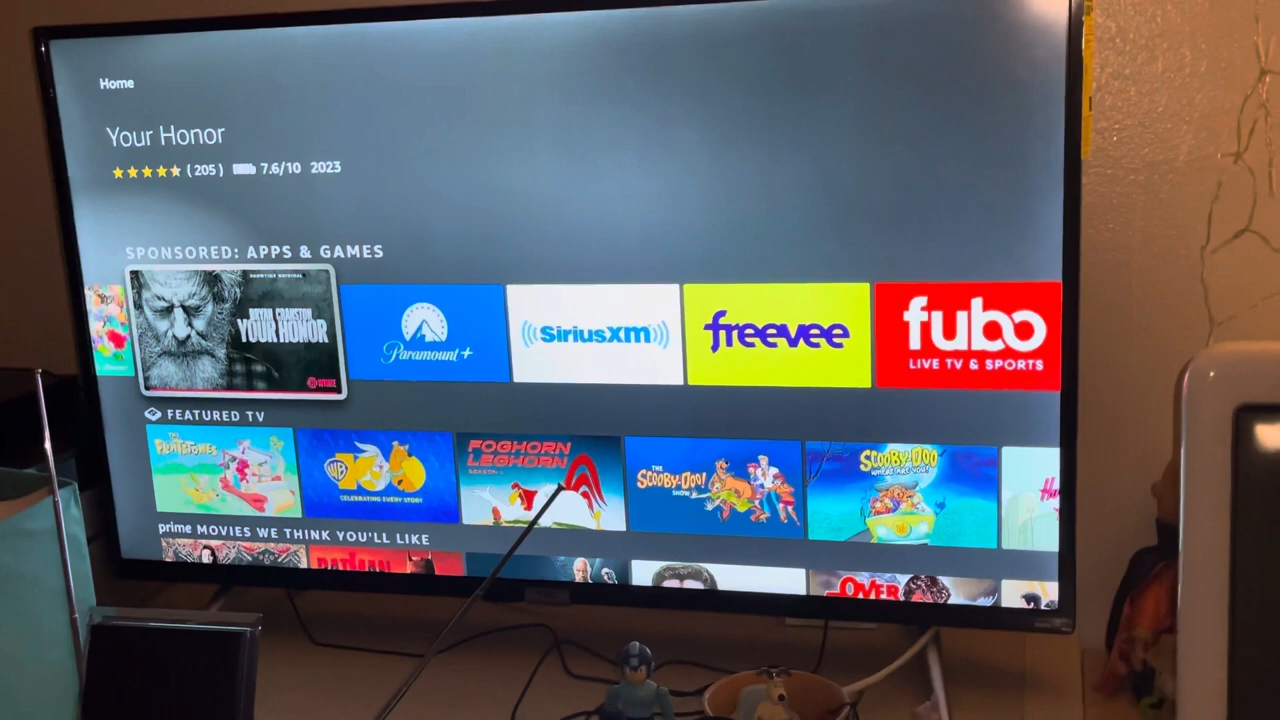 Home
Your Honor
(205) 7.6/10 2023
SPONSORED: APPS & GAMES
SHOWTIME ORIGINAL
BRYAN CRANSTON
YOUR HONOR
SHOWTIME
Paramount+
SiriusXM
freevee
fubo
LIVE TV & SPORTS
FEATURED TV
THE
FLINTSTONES
WB
100
CELEBRATING EVERY STORY
FOGHORN
LEGHORN
THE
SCOOBY-DOO!
SHOW
SCOOBY-DOO
WHERE ARE YOU!
prime MOVIES WE THINK YOU'LL LIKE
BATMAN
OVER